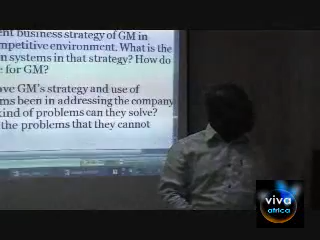 ent business strategy of GM in
mpetitive environment. What is the
n systems in that strategy? How do
e for GM?
ave GM's strategy and use of
ms been in addressing the company
kind of problems can they solve?
the problems that they cannot
viva
africa